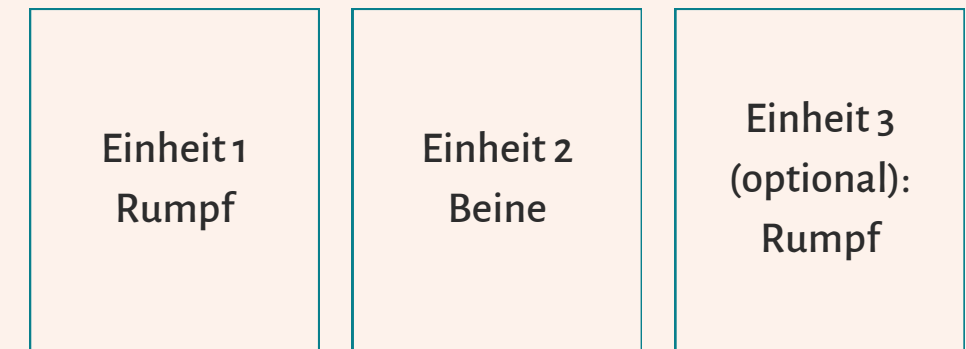 Einheit 1
Rumpf
Einheit 2
Beine
Einheit 3
(optional):
Rumpf